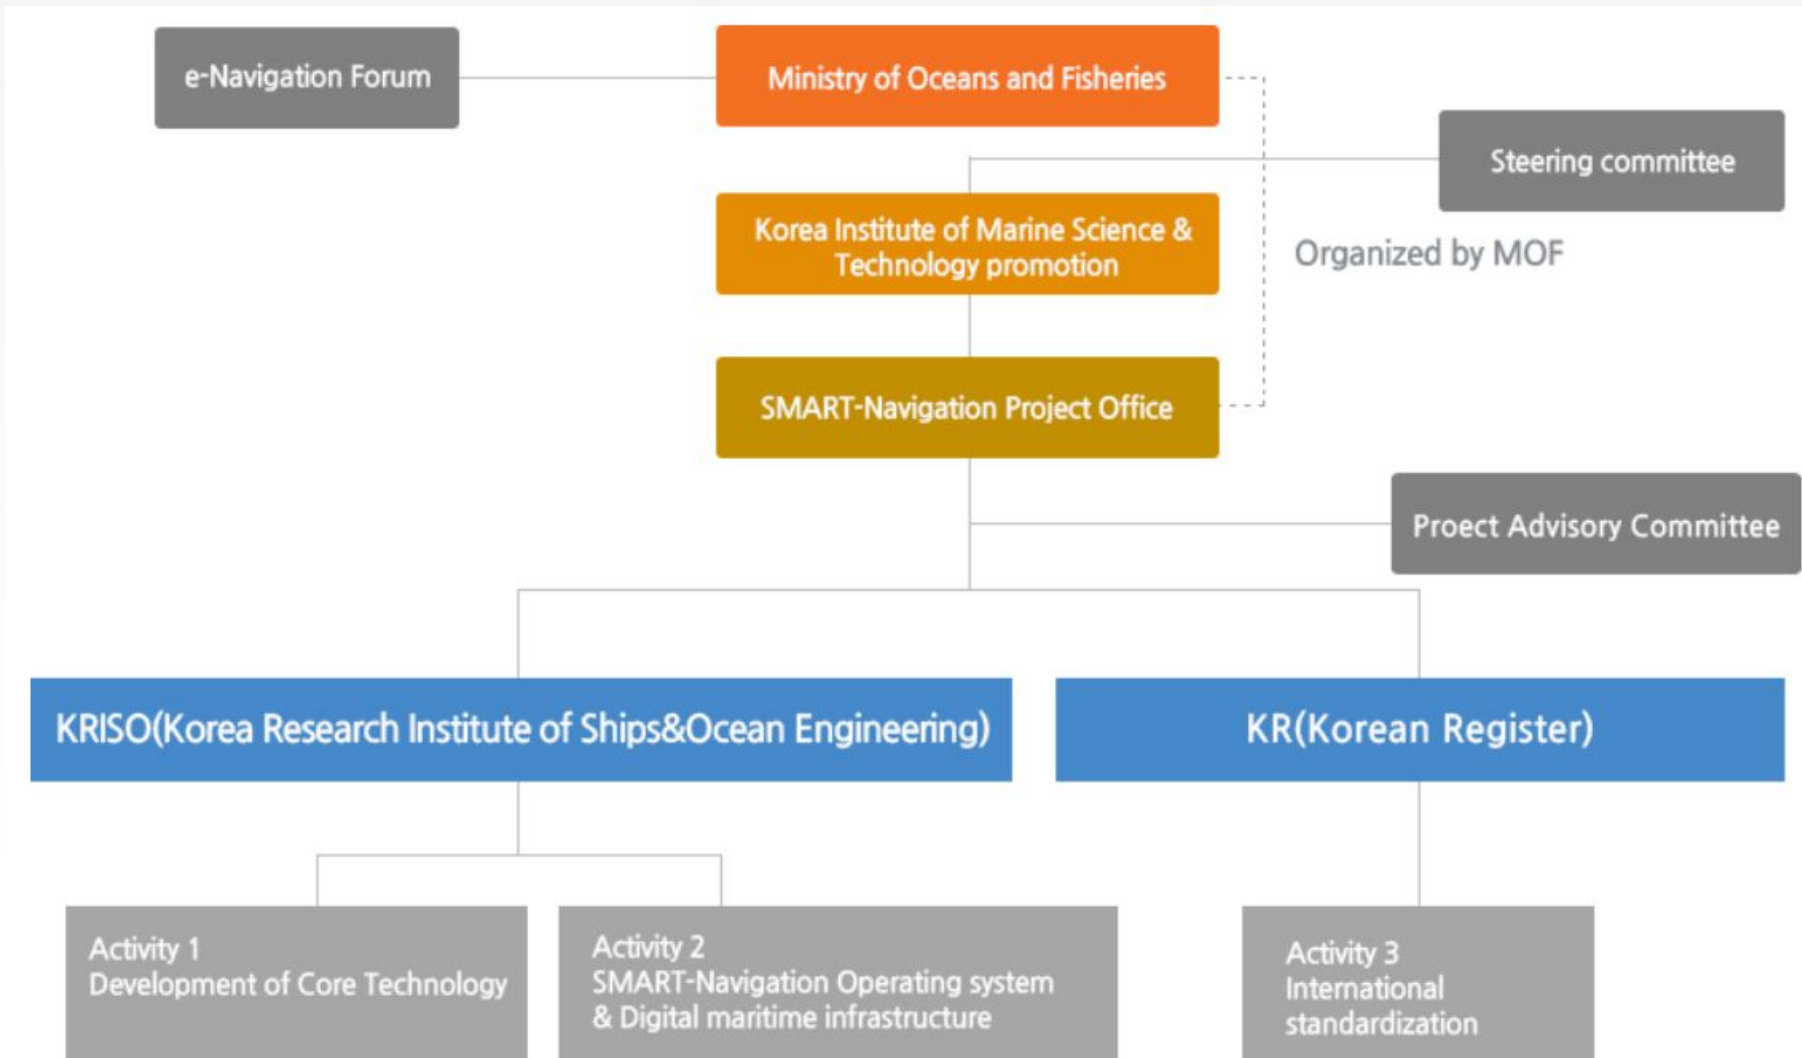 e-Navigation Forum
Ministry of Oceans and Fisheries
Steering committee
Korea Institute of Marine Science &
Technology promotion
Organized by MOF
SMART-Navigation Project Office
Proect Advisory Committee
KRISO(Korea Research Institute of Ships&Ocean Engineering)
KR(Korean Register)
Activity 1
Development of Core Technology
Activity 2
SMART-Navigation Operating system
& Digital maritime infrastructure
Activity 3
International
standardization